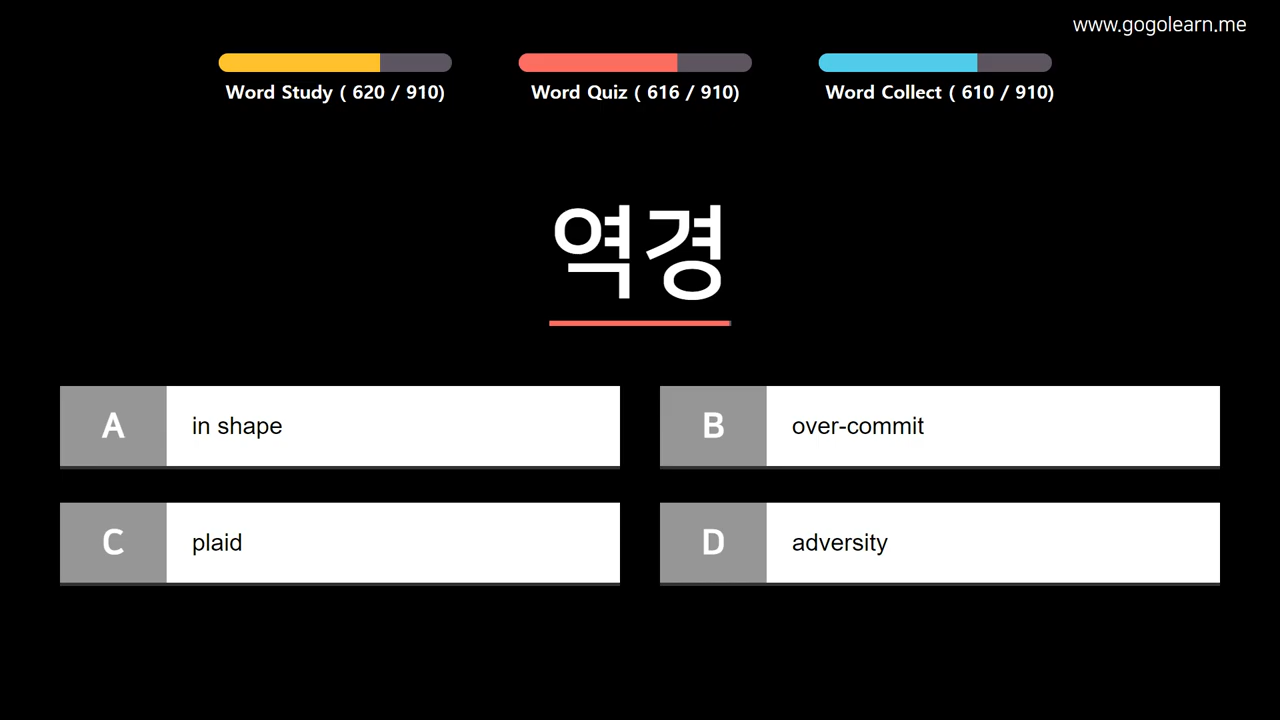 www.gogolearn.me
Word Study ( 620 / 910)
Word Quiz ( 616 / 910)
Word Collect ( 610 / 910)
역경
A in shape
B over-commit
C plaid
D adversity